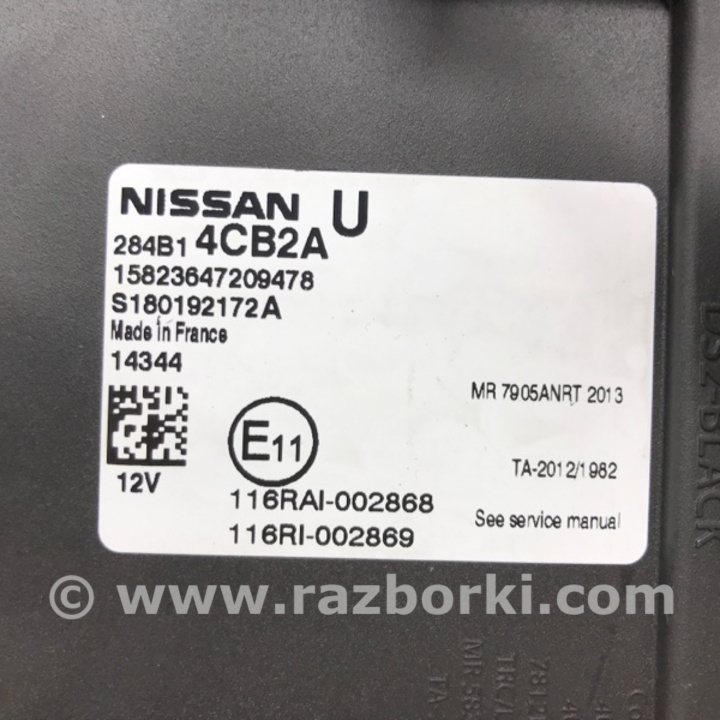 NISSAN U
284B1 4CB2A
15823647209478
S180192172A
Made in France
14344
MR 7905ANRT 2013
E11
TA-2012/1982
12V
116RAI-002868
See service manual
116RI-002869
© www.razborki.com